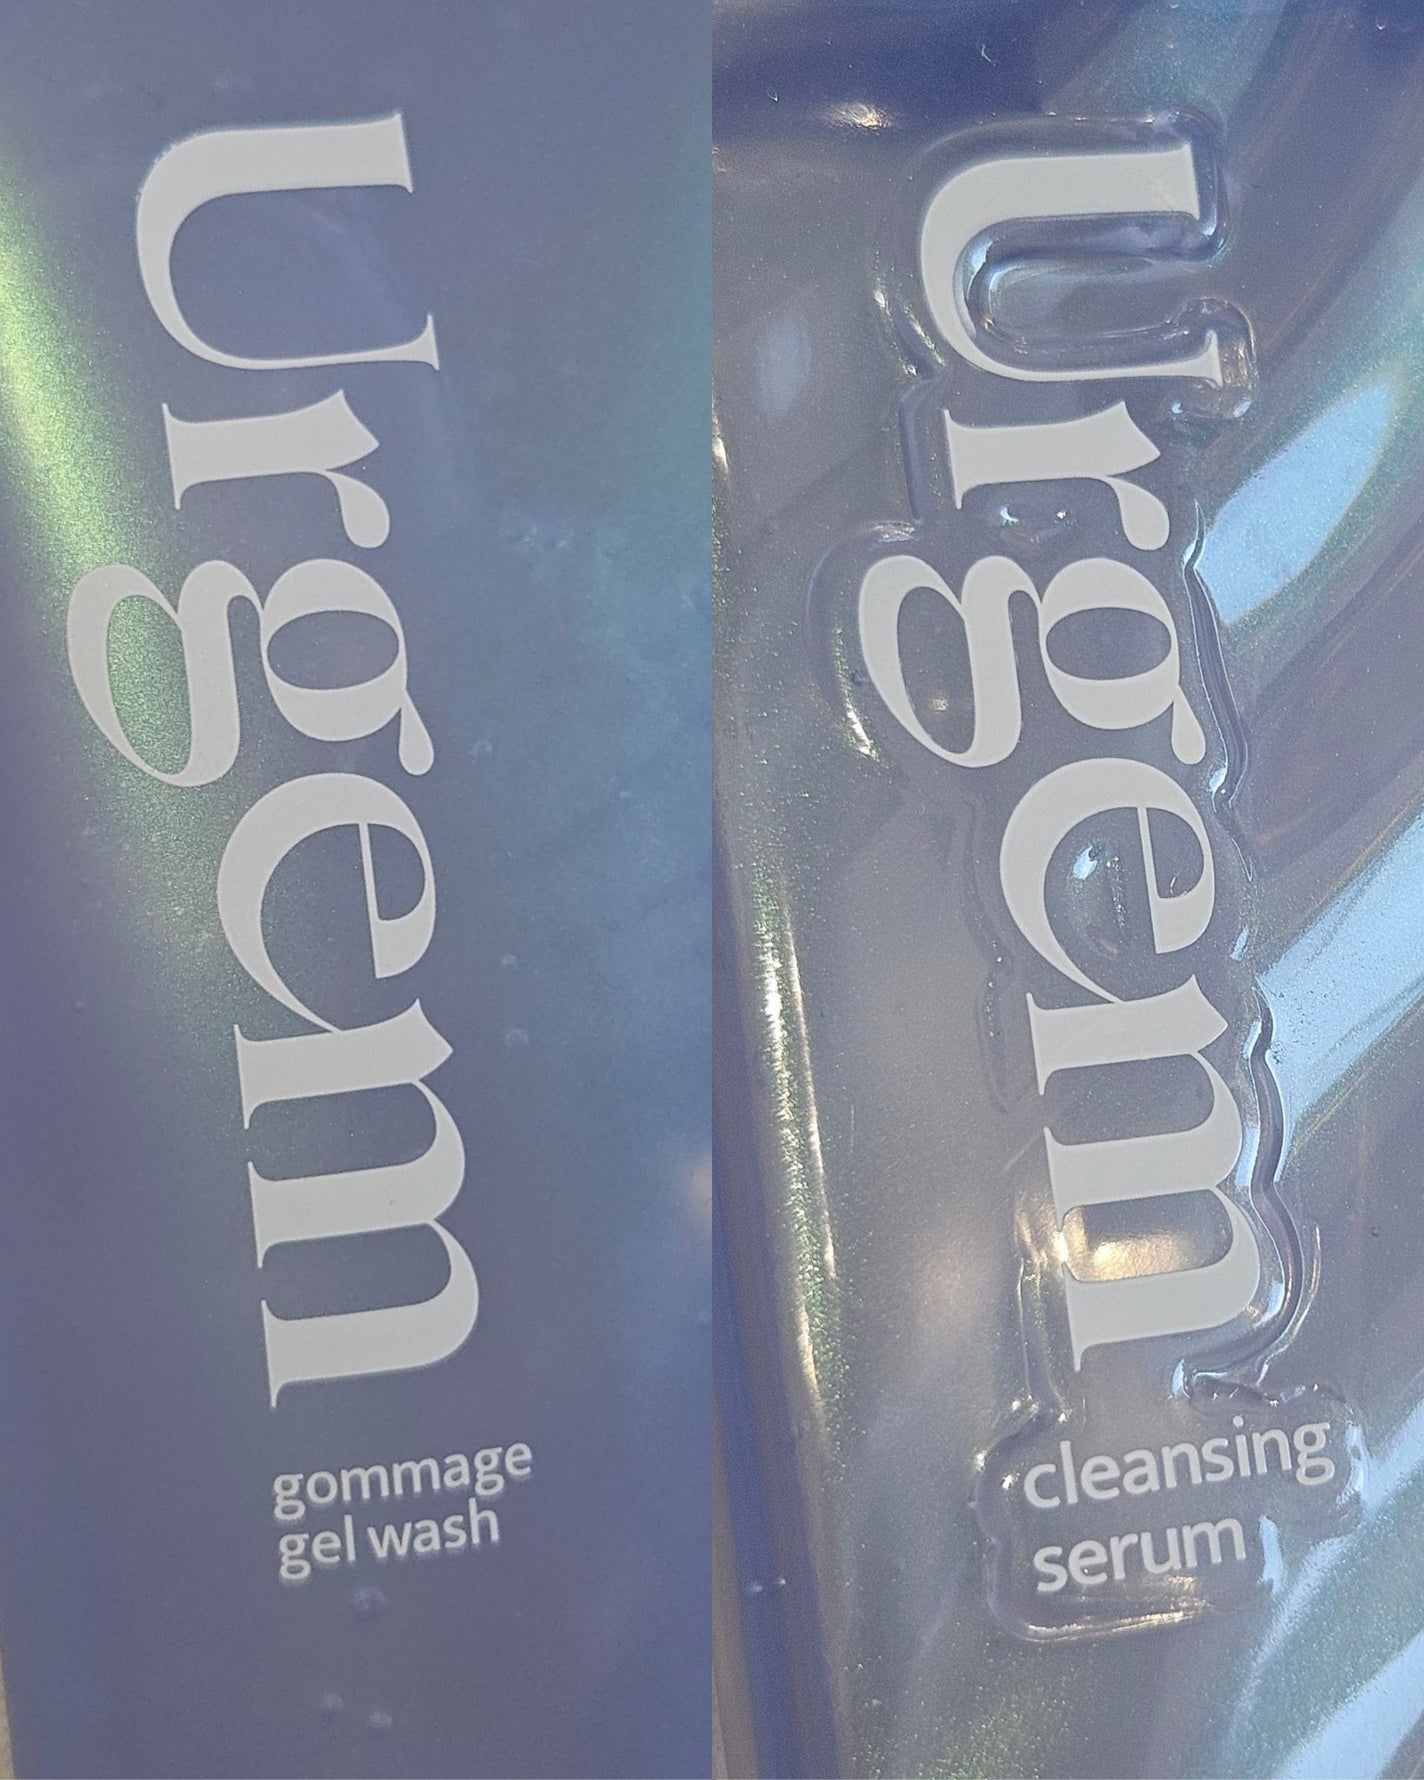 Urgem
gommage
gel wash
Urgem
cleansing
serum